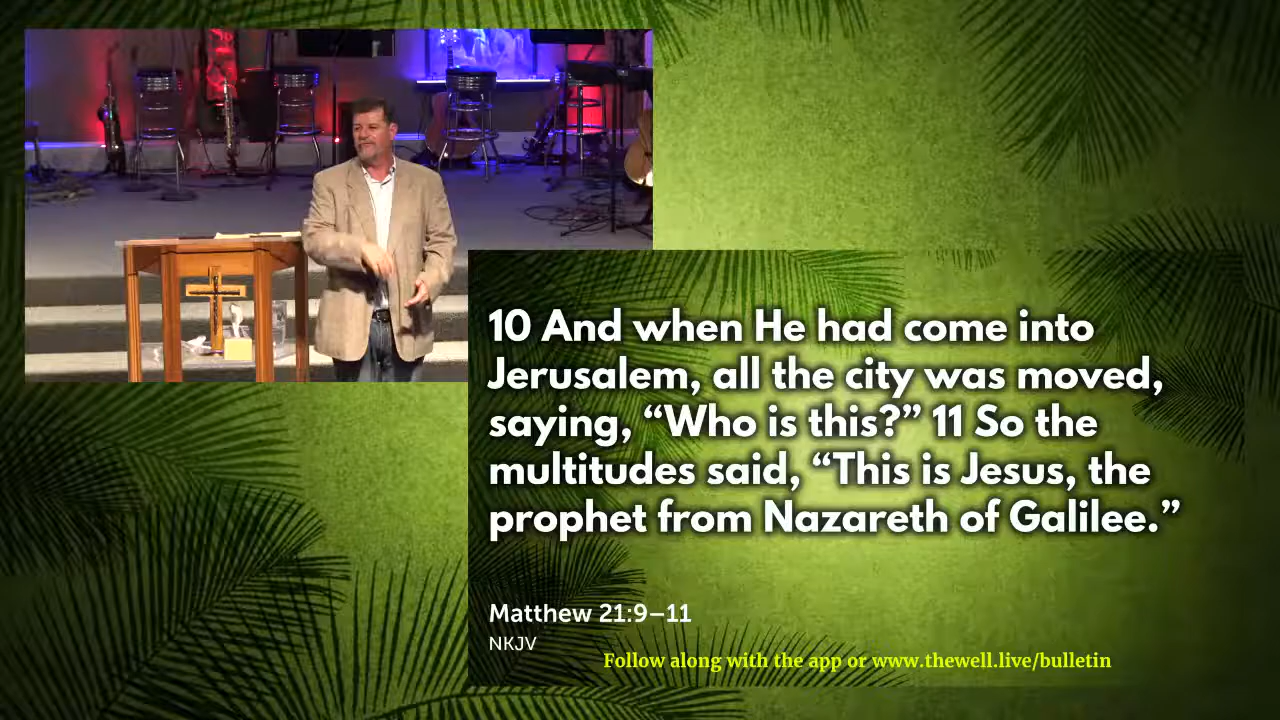 10 And when He had come into
Jerusalem, all the city was moved,
saying, “Who is this?” 11 So the
multitudes said, “This is Jesus, the
prophet from Nazareth of Galilee.”
Matthew 21:9–11
NKJV
Follow along with the app or www.thewell.live/bulletin